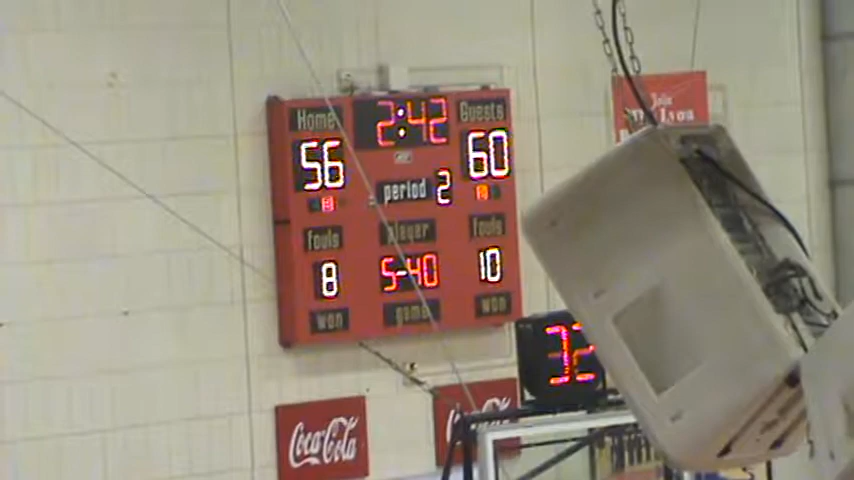 Home 2:42 Guests
56 60
period 2
fouls player fouls
8 5-40 10
won game won
32
Coca-Cola